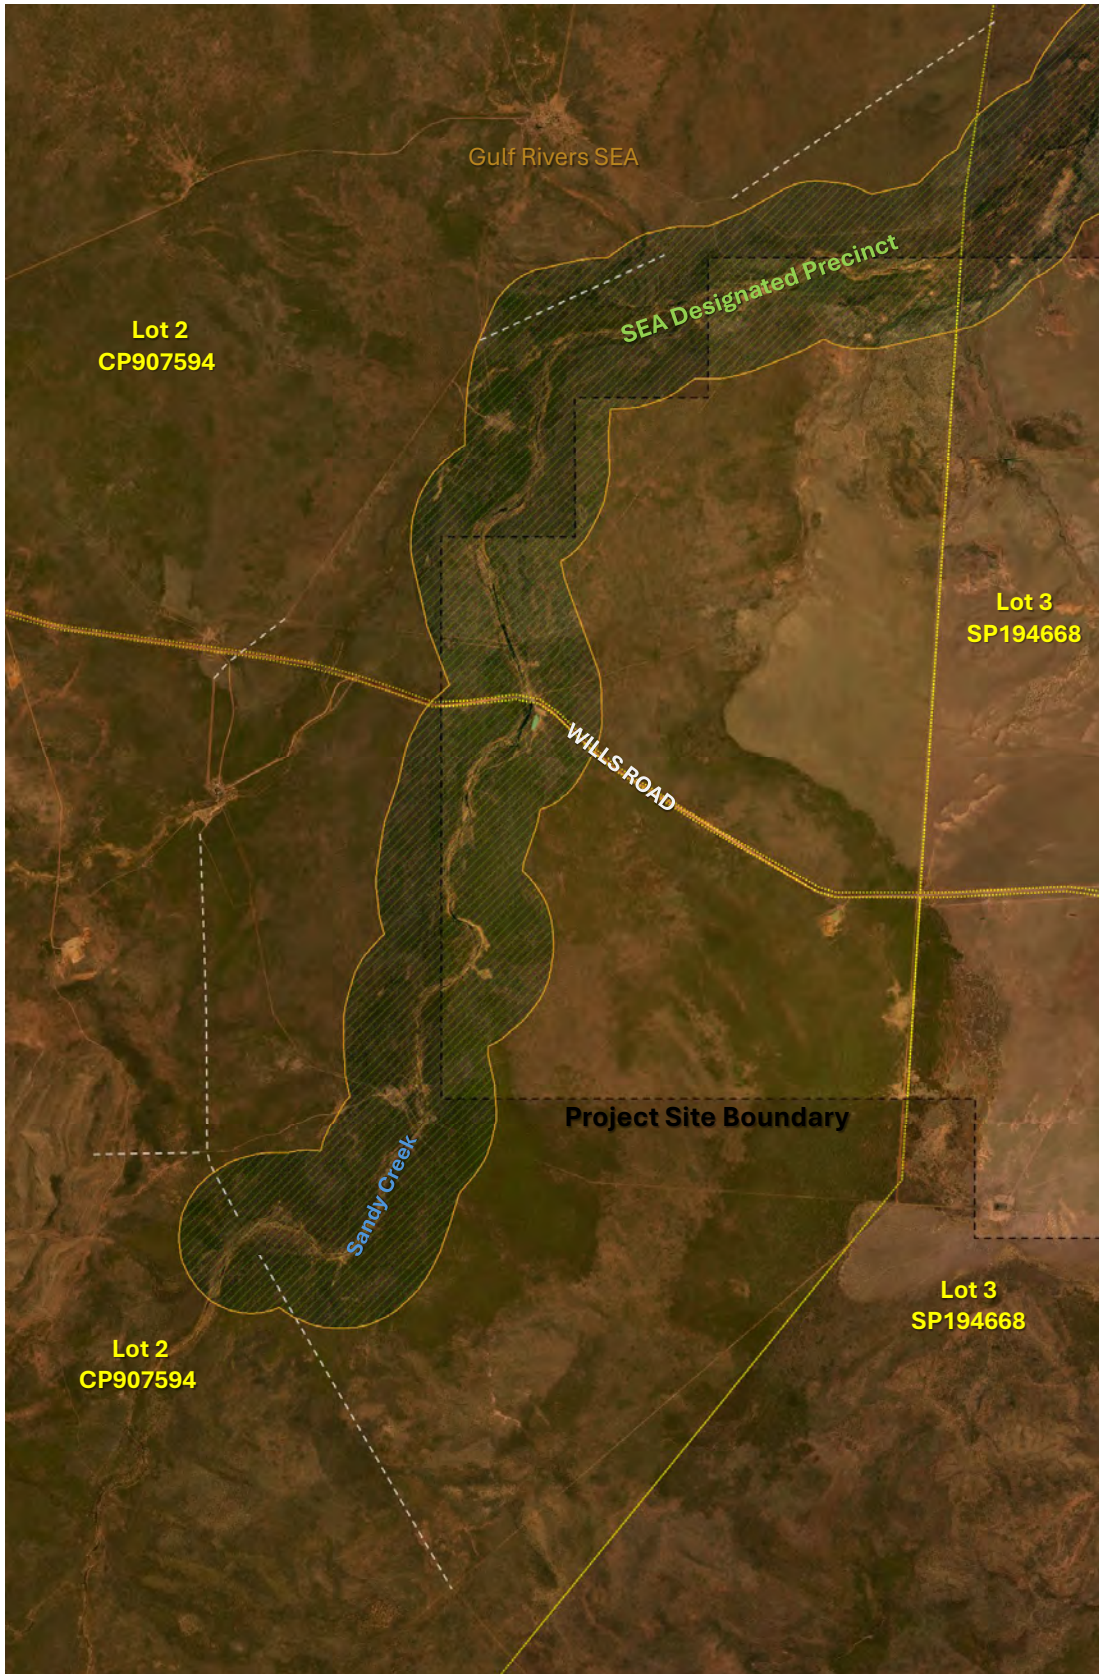 Gulf Rivers SEA
SEA Designated Precinct
Lot 2
CP907594
Lot 3
SP194668
WILLS ROAD
Project Site Boundary
Sandy Creek
Lot 3
SP194668
Lot 2
CP907594